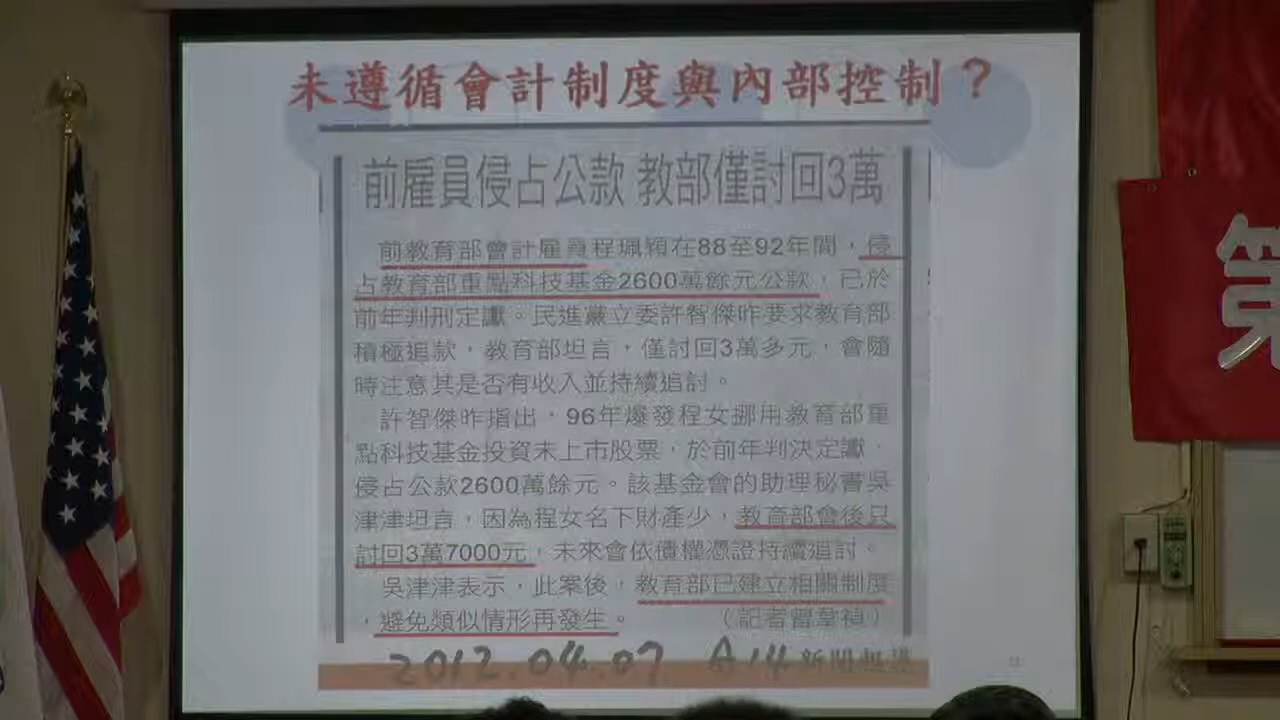 未遵循會計制度與內部控制？
前雇員侵占公款 教部僅討回3萬
前教育部會計雇員程珮穎在88至92年間，侵
占教育部重點科技基金2600萬餘元公款，已於
前年判刑定讞。民進黨立委許智傑昨要求教育部
積極追款，教育部坦言，僅討回3萬多元，會隨
時注意其是否有收入並持續追討。
許智傑昨指出，96年爆發程女挪用教育部重
點科技基金投資未上市股票，於前年判決定讞，
侵占公款2600萬餘元。該基金會的助理秘書吳
津津坦言，因為程女名下財產少，教育部會後只
討回3萬7000元，未來會依債權憑證持續追討。
吳津津表示，此案後，教育部已建立相關制度
，避免類似情形再發生。 （記者曾韋禎）
2012.04.07 A14 新聞報導
第